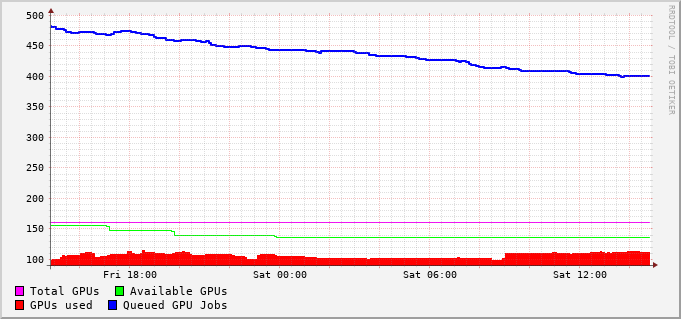 500
450
400
350
300
250
200
150
100
Fri 18:00 Sat 00:00 Sat 06:00 Sat 12:00
Total GPUs Available GPUs
GPUs used Queued GPU Jobs
RRDTOOL / TOBI OETIKER